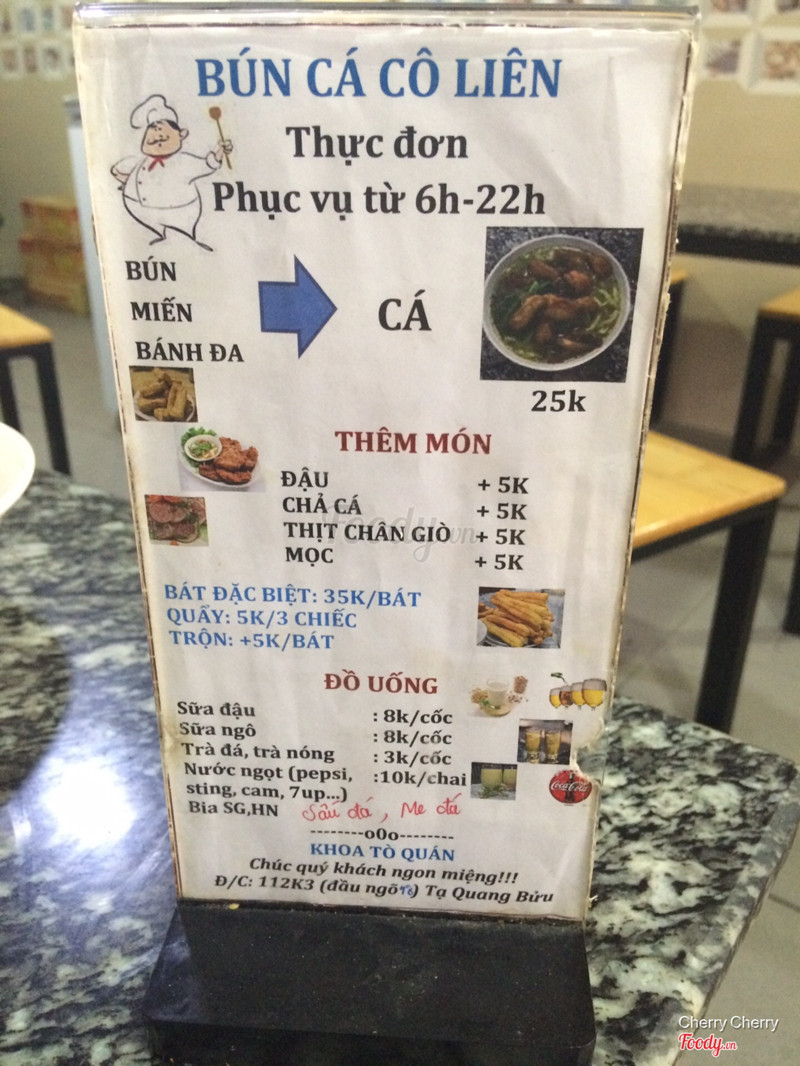 BÚN CÁ CÔ LIÊN
Thực đơn
Phục vụ từ 6h-22h
BÚN
MIẾN
BÁNH ĐA
CÁ
25k
THÊM MÓN
ĐẬU + 5K
CHẢ CÁ + 5K
THỊT CHÂN GIÒ + 5K
MỌC + 5K
Foody.vn
BÁT ĐẶC BIỆT: 35K/BÁT
QUẨY: 5K/3 CHIẾC
TRỘN: +5K/BÁT
ĐỒ UỐNG
Sữa đậu : 8k/cốc
Sữa ngô : 8k/cốc
Trà đá, trà nóng : 3k/cốc
Nước ngọt (pepsi, :10k/chai
sting, cam, 7up...)
Coca-Cola
Bia SG,HN Sấu đá, Me đá
--------o0o--------
KHOA TÒ QUÁN
Chúc quý khách ngon miệng!!!
Đ/C: 112K3 (đầu ngõ ) Tạ Quang Bửu
Cherry Cherry
Foody.vn